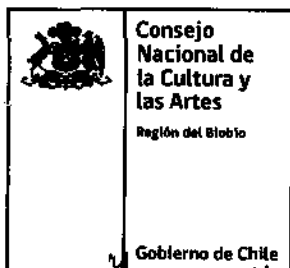 Consejo
Nacional de
la Cultura y
las Artes
Región del Biobío
Gobierno de Chile